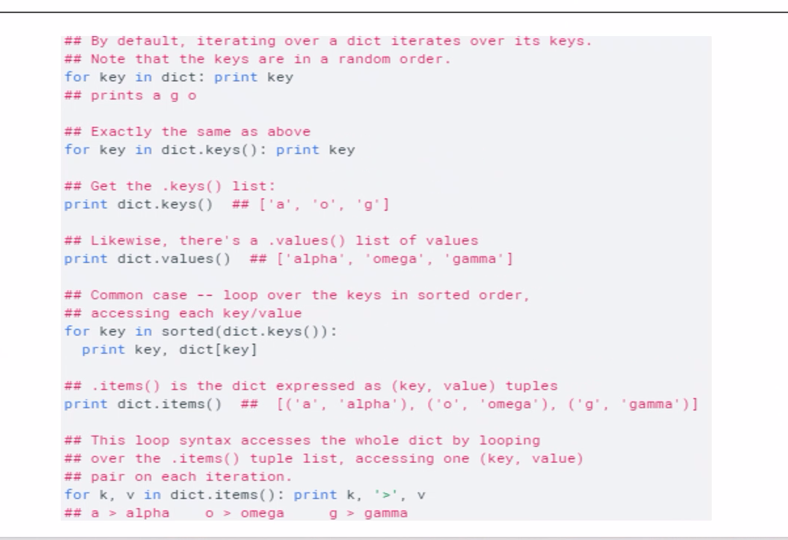 ## By default, iterating over a dict iterates over its keys.
## Note that the keys are in a random order.
for key in dict: print key
## prints a g o
## Exactly the same as above
for key in dict.keys(): print key
## Get the .keys() list:
print dict.keys()  ## ['a', 'o', 'g']
## Likewise, there's a .values() list of values
print dict.values()  ## ['alpha', 'omega', 'gamma']
## Common case -- loop over the keys in sorted order,
## accessing each key/value
for key in sorted(dict.keys()):
  print key, dict[key]
## .items() is the dict expressed as (key, value) tuples
print dict.items()  ##  [('a', 'alpha'), ('o', 'omega'), ('g', 'gamma')]
## This loop syntax accesses the whole dict by looping
## over the .items() tuple list, accessing one (key, value)
## pair on each iteration.
for k, v in dict.items(): print k, '>', v
## a > alpha    o > omega     g > gamma